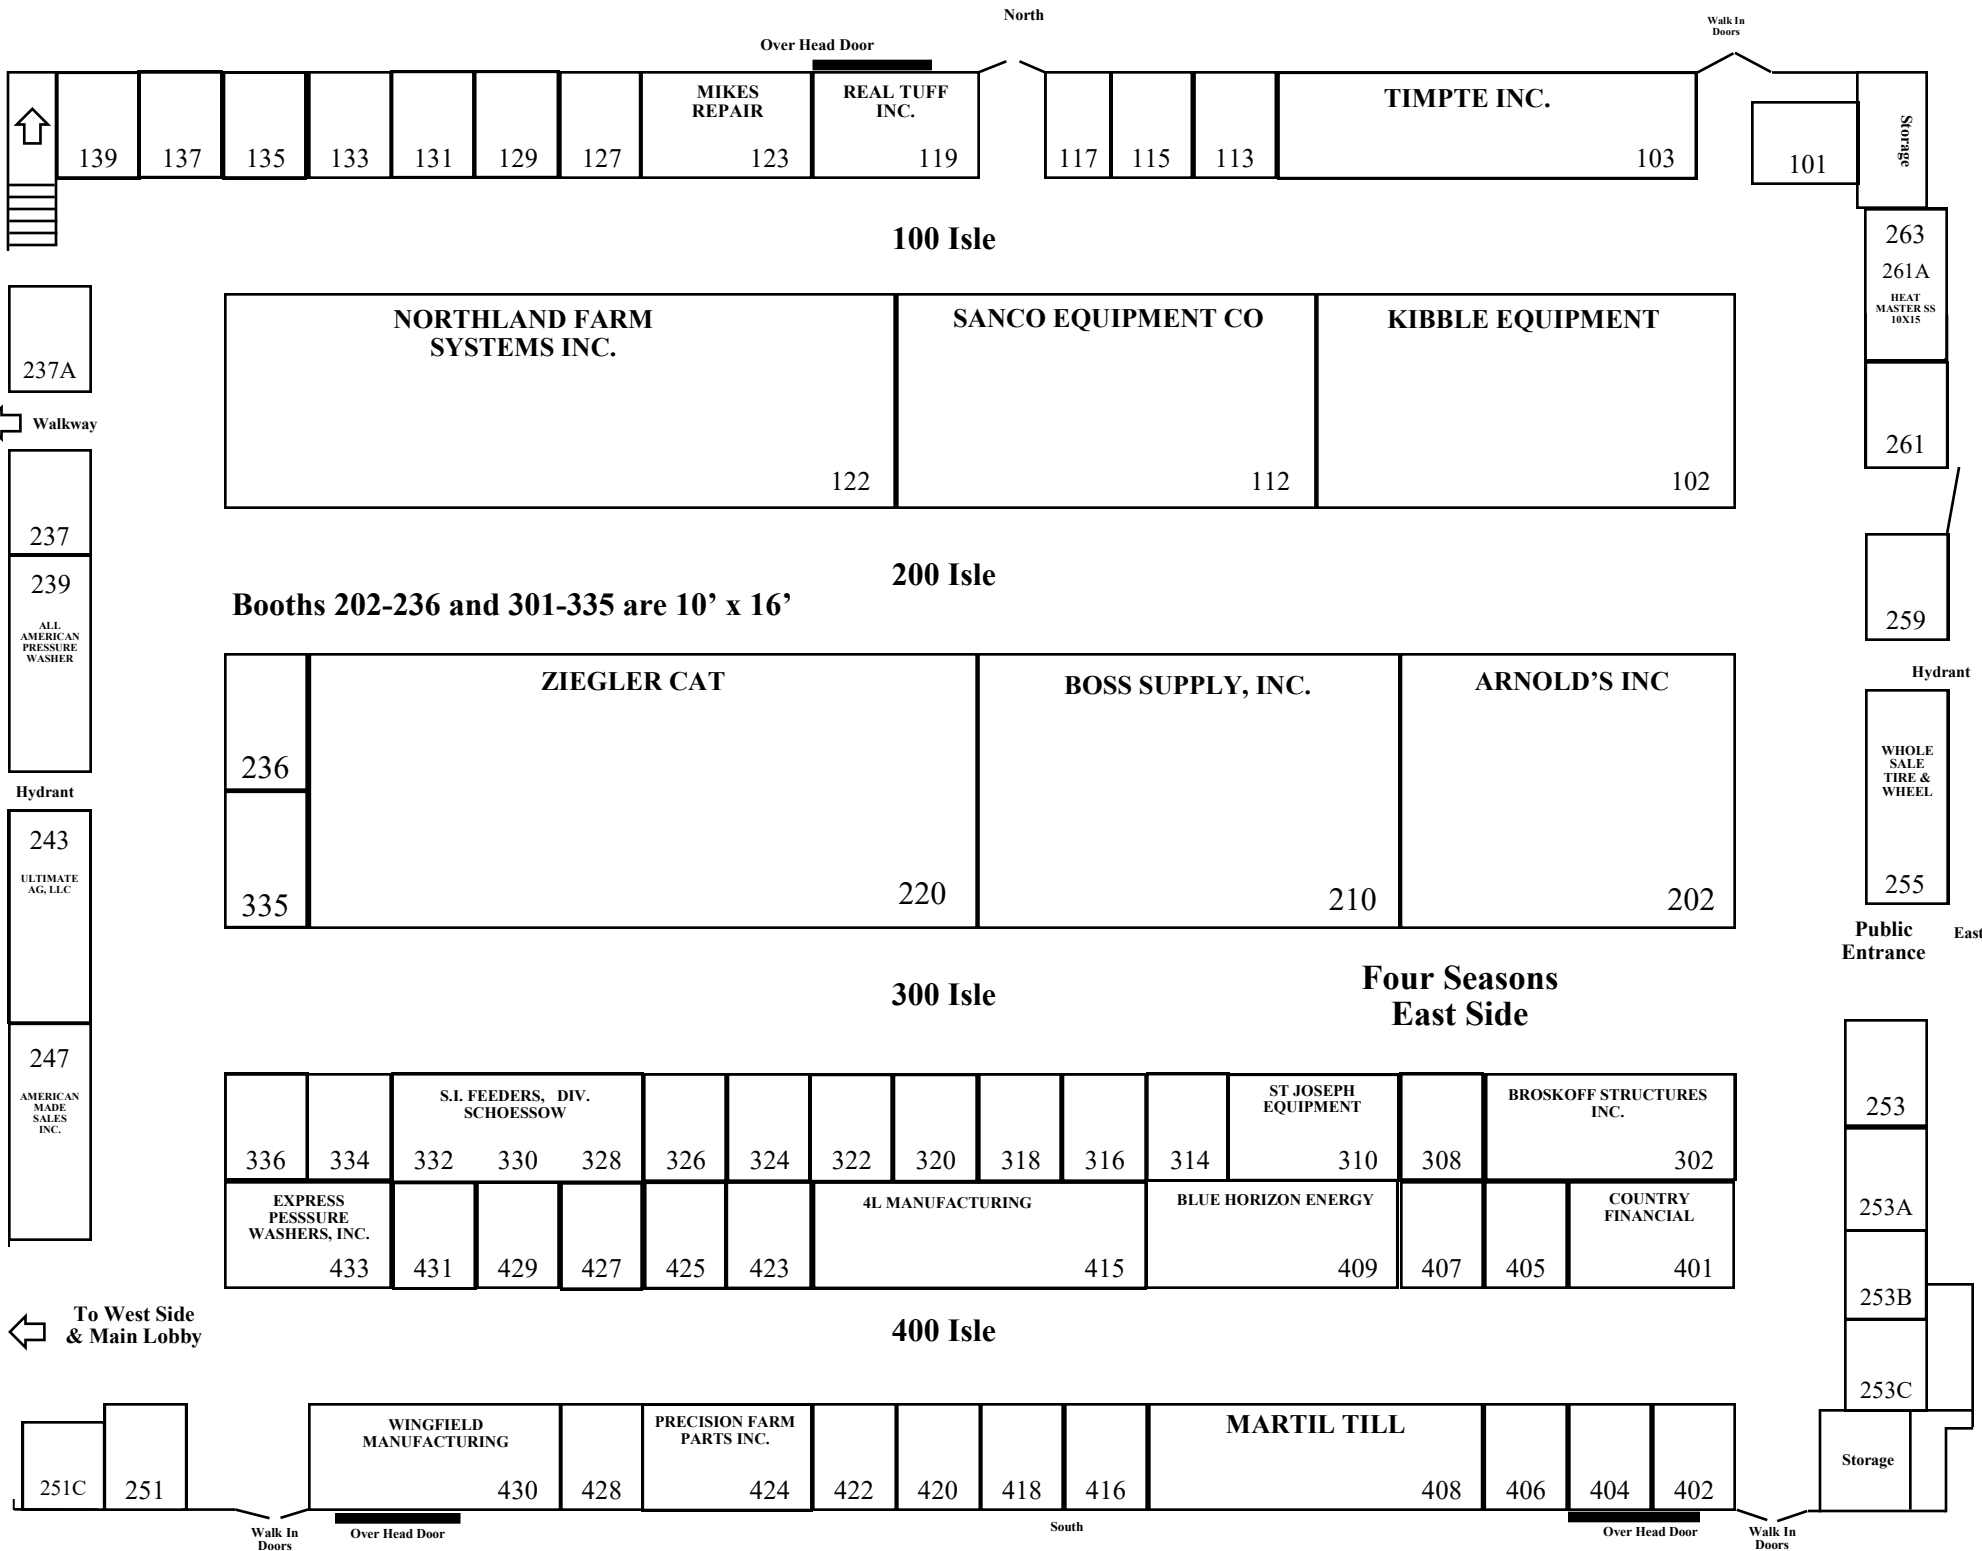 North
Walk In
Doors
Over Head Door
MIKES
REPAIR
REAL TUFF
INC.
TIMPTE INC.
Storage
139
137
135
133
131
129
127
123
119
117
115
113
103
101
100 Isle
263
261A
HEAT
MASTER SS
10X15
237A
NORTHLAND FARM
SYSTEMS INC.
SANCO EQUIPMENT CO
KIBBLE EQUIPMENT
Walkway
122
112
102
261
237
200 Isle
239
ALL
AMERICAN
PRESSURE
WASHER
Booths 202-236 and 301-335 are 10’ x 16’
259
Hydrant
ZIEGLER CAT
BOSS SUPPLY, INC.
ARNOLD’S INC
236
335
220
210
202
WHOLE
SALE
TIRE &
WHEEL
255
Hydrant
243
ULTIMATE
AG, LLC
Public
Entrance
East
300 Isle
Four Seasons
East Side
247
AMERICAN
MADE
SALES
INC.
S.I. FEEDERS, DIV.
SCHOESSOW
ST JOSEPH
EQUIPMENT
BROSKOFF STRUCTURES
INC.
336
334
332
330
328
326
324
322
320
318
316
314
310
308
302
253
EXPRESS
PESSSURE
WASHERS, INC.
4L MANUFACTURING
BLUE HORIZON ENERGY
COUNTRY
FINANCIAL
433
431
429
427
425
423
415
409
407
405
401
253A
253B
253C
To West Side
& Main Lobby
400 Isle
WINGFIELD
MANUFACTURING
PRECISION FARM
PARTS INC.
MARTIL TILL
251C
251
430
428
424
422
420
418
416
408
406
404
402
Storage
Walk In
Doors
Over Head Door
South
Over Head Door
Walk In
Doors